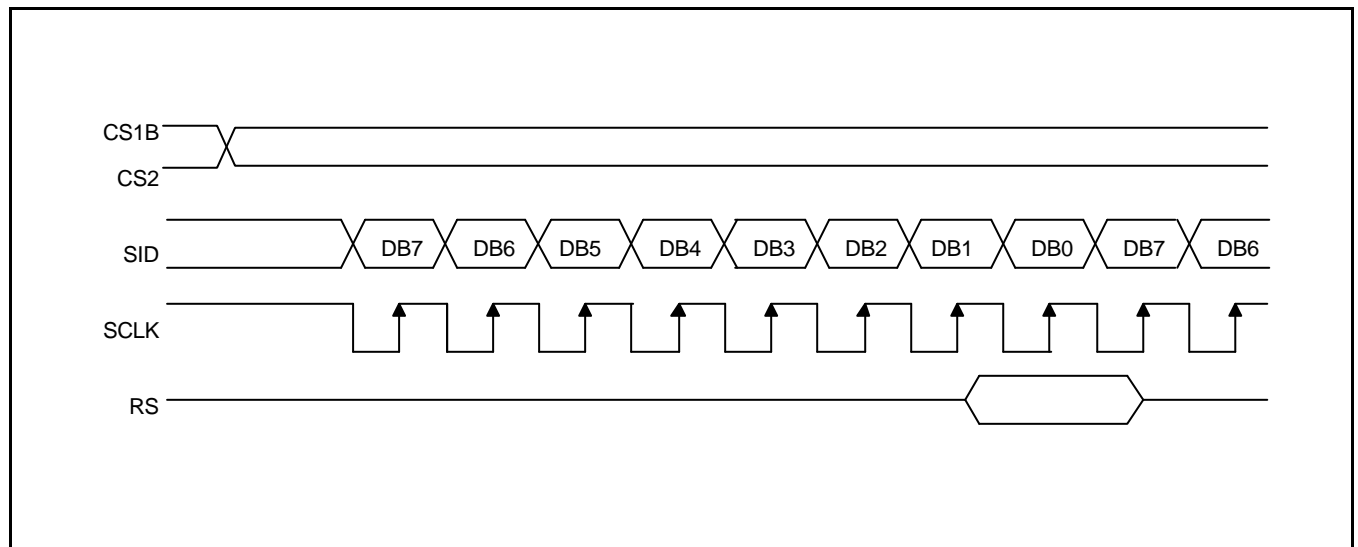 CS1B
CS2
SID DB7 DB6 DB5 DB4 DB3 DB2 DB1 DB0 DB7 DB6
SCLK
RS